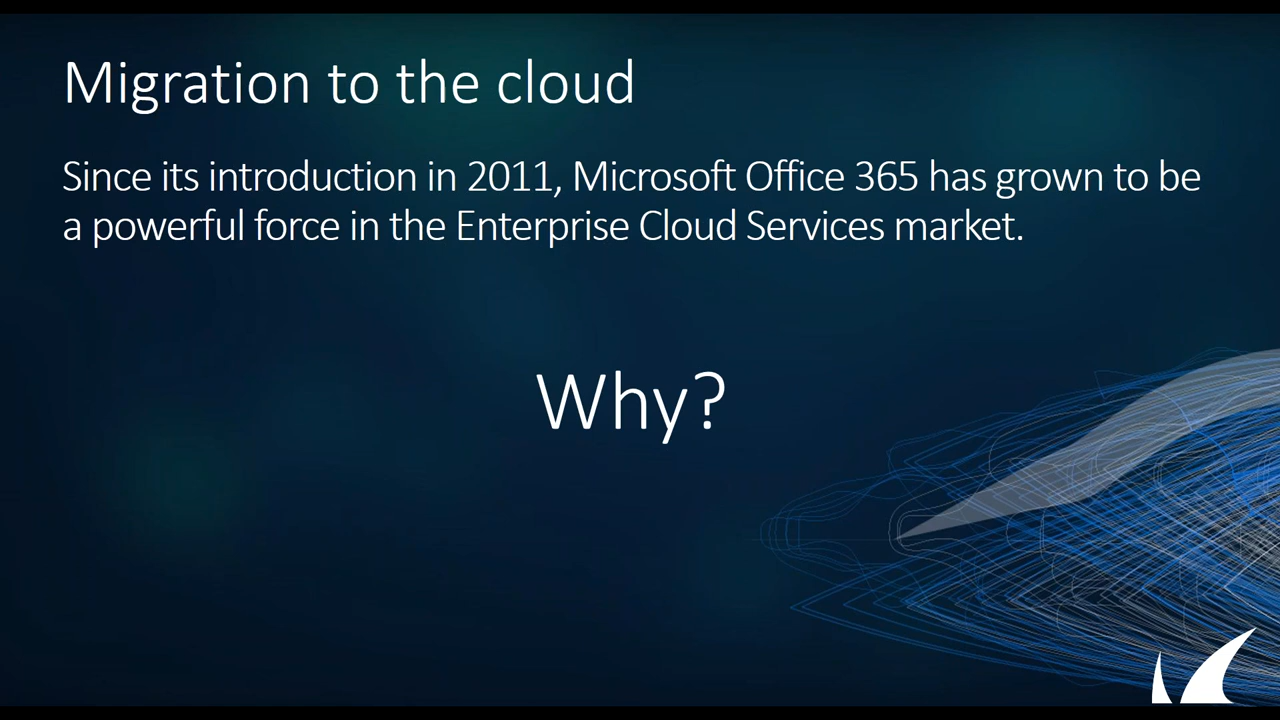 Migration to the cloud
Since its introduction in 2011, Microsoft Office 365 has grown to be
a powerful force in the Enterprise Cloud Services market.
Why?